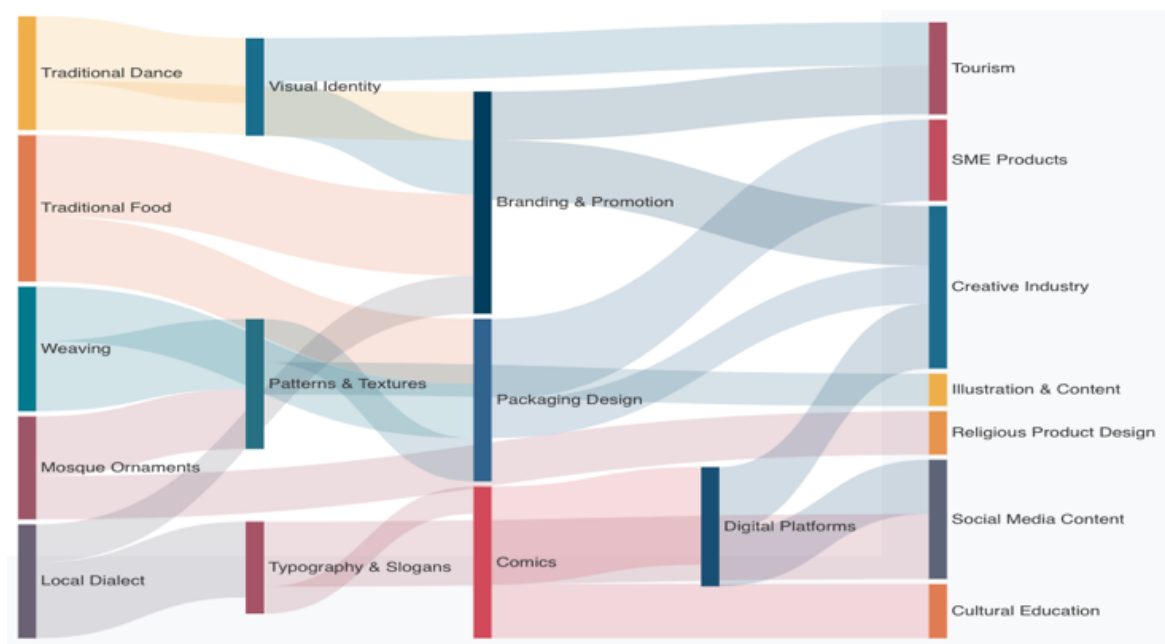 Traditional Dance
Traditional Food
Weaving
Mosque Ornaments
Local Dialect
Visual Identity
Patterns & Textures
Typography & Slogans
Branding & Promotion
Packaging Design
Comics
Digital Platforms
Tourism
SME Products
Creative Industry
Illustration & Content
Religious Product Design
Social Media Content
Cultural Education